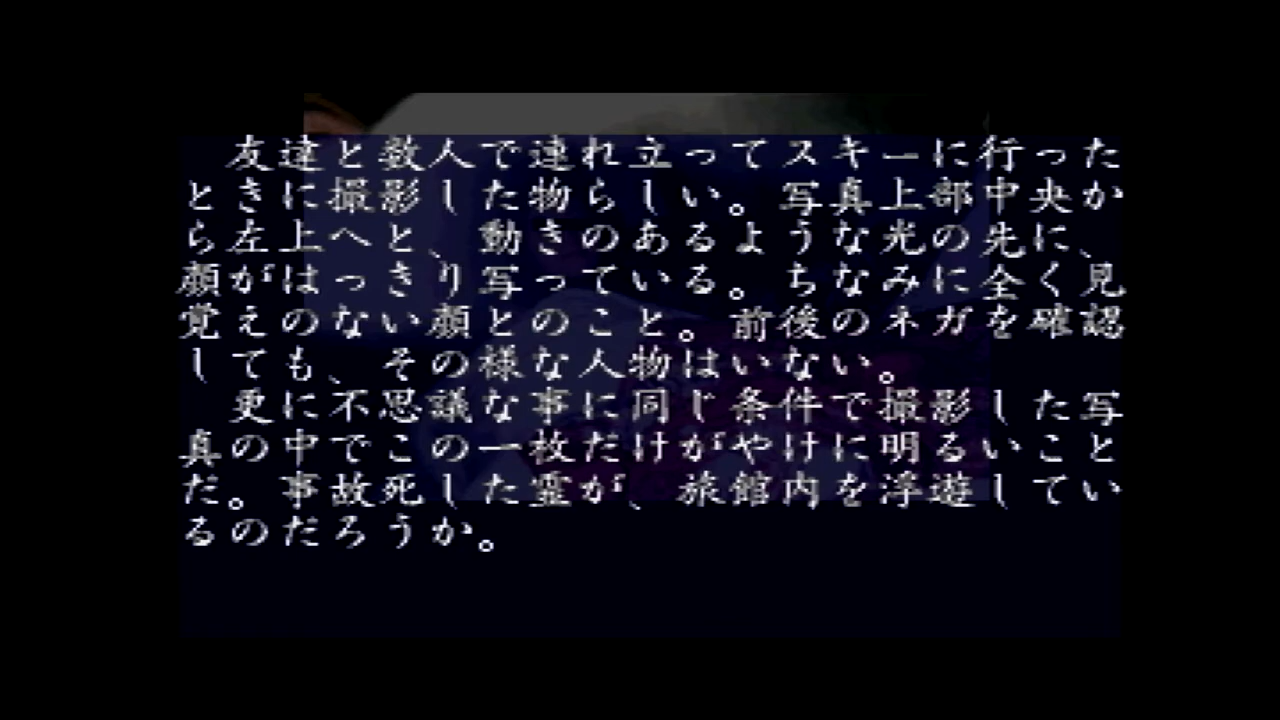 友達と数人で連れ立ってスキーに行った
ときに撮影した物らしい。写真上部中央か
ら左上へと、動きのあるような光の先に、
顔がはっきり写っている。ちなみに全く見
覚えのない顔とのこと。前後のネガを確認
しても、その様な人物はいない。
更に不思議な事に同じ条件で撮影した写
真の中でこの一枚だけがやけに明るいこと
だ。事故死した霊が、旅館内を浮遊してい
るのだろうか。